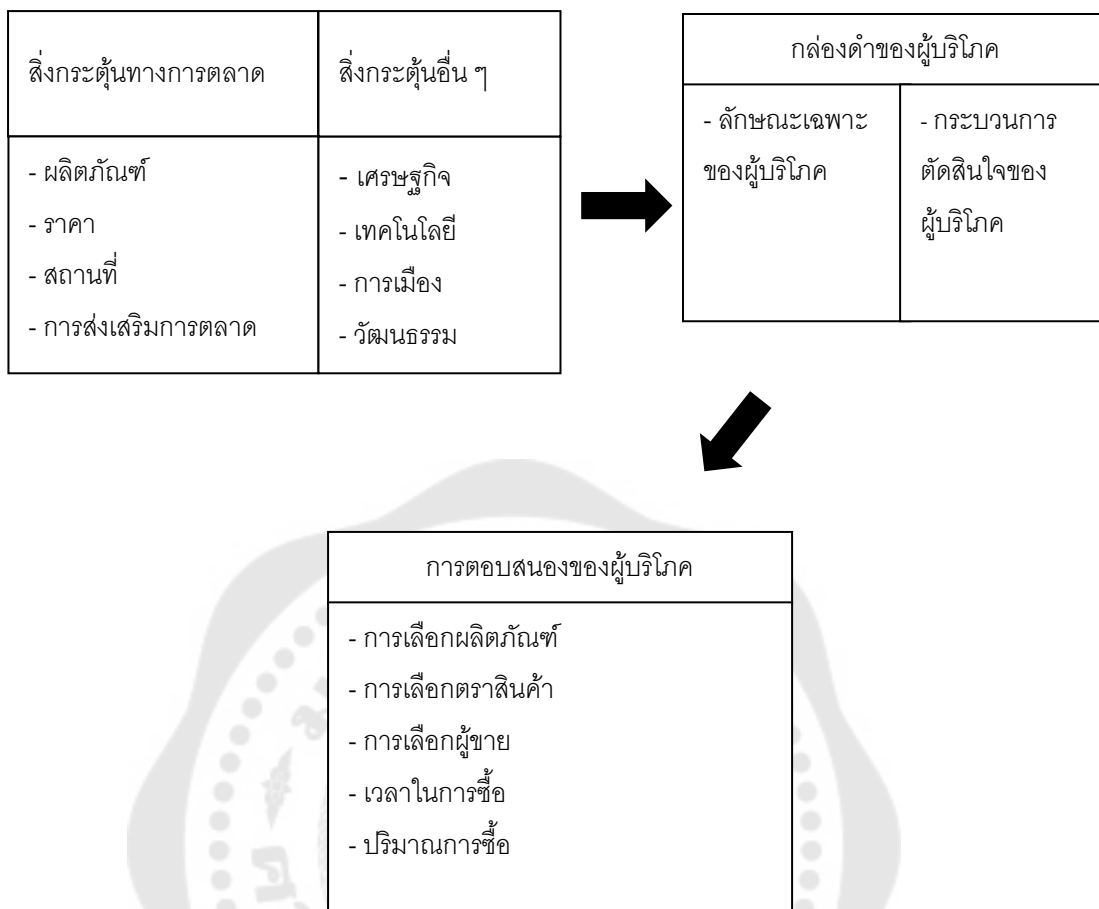 สิ่งกระตุ้นทางการตลาด
สิ่งกระตุ้นอื่น ๆ
- ผลิตภัณฑ์
- ราคา
- สถานที่
- การส่งเสริมการตลาด
- เศรษฐกิจ
- เทคโนโลยี
- การเมือง
- วัฒนธรรม
กล่องดำของผู้บริโภค
- ลักษณะเฉพาะ
ของผู้บริโภค
- กระบวนการ
ตัดสินใจของ
ผู้บริโภค
การตอบสนองของผู้บริโภค
- การเลือกผลิตภัณฑ์
- การเลือกตราสินค้า
- การเลือกผู้ขาย
- เวลาในการซื้อ
- ปริมาณการซื้อ